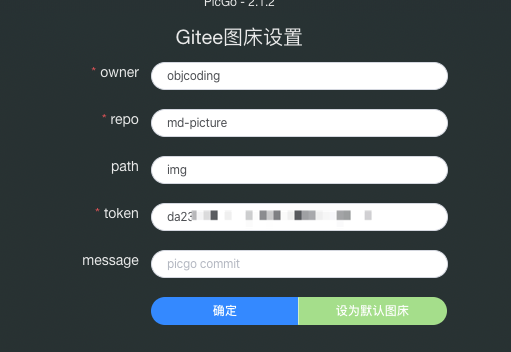 PicGo - 2.1.2
Gitee图床设置
* owner
objcoding
* repo
md-picture
path
img
* token
da23
message
picgo commit
确定
设为默认图床